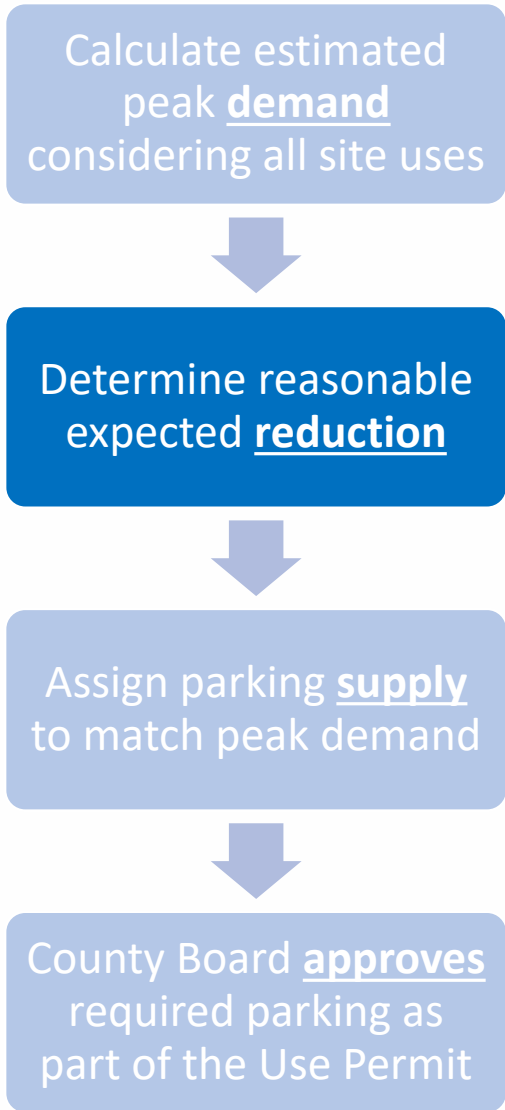 Calculate estimated
peak demand
considering all site uses
Determine reasonable
expected reduction
Assign parking supply
to match peak demand
County Board approves
required parking as
part of the Use Permit